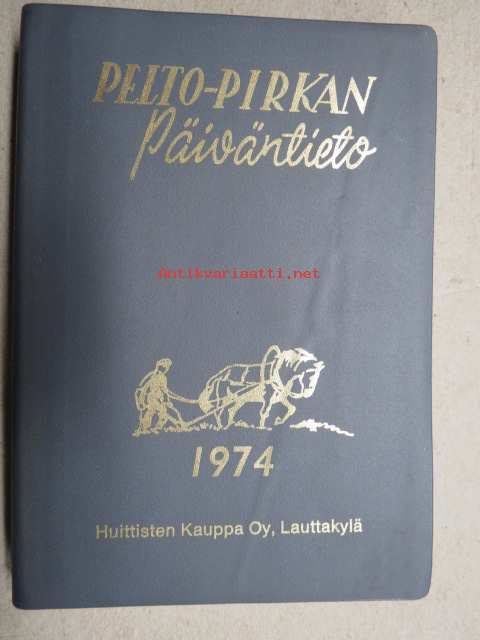 PELTO-PIRKAN
Päiväntieto
Antikvariaatti.net
1974
Huittisten Kauppa Oy, Lauttakylä